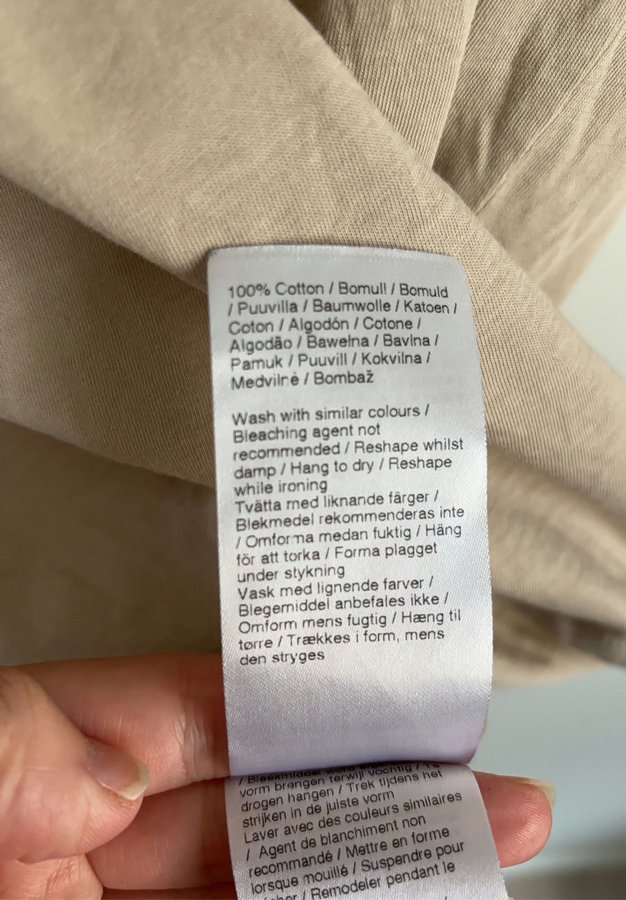 100% Cotton / Bomull / Bomuld
/ Puuvilla / Baumwolle / Katoen /
Coton / Algodón / Cotone /
Algodão / Bawełna / Bavlna /
Pamuk / Puuvill / Kokvilna /
Medvilnė / Bombaž
Wash with similar colours /
Bleaching agent not
recommended / Reshape whilst
damp / Hang to dry / Reshape
while ironing
Tvätta med liknande färger /
Blekmedel rekommenderas inte
/ Omforma medan fuktig / Häng
för att torka / Forma plagget
under strykning
Vask med lignende farver /
Blegemiddel anbefales ikke /
Omform mens fugtig / Hæng til
tørre / Trækkes i form, mens
den stryges
/ Bleekmiddel
vorm brengen terwijl vochtig /
drogen hangen / Trek tijdens het
strijken in de juiste vorm
Laver avec des couleurs similaires
/ Agent de blanchiment non
recommandé / Mettre en forme
lorsque mouillé / Suspendre pour
/ Remodeler pendant le